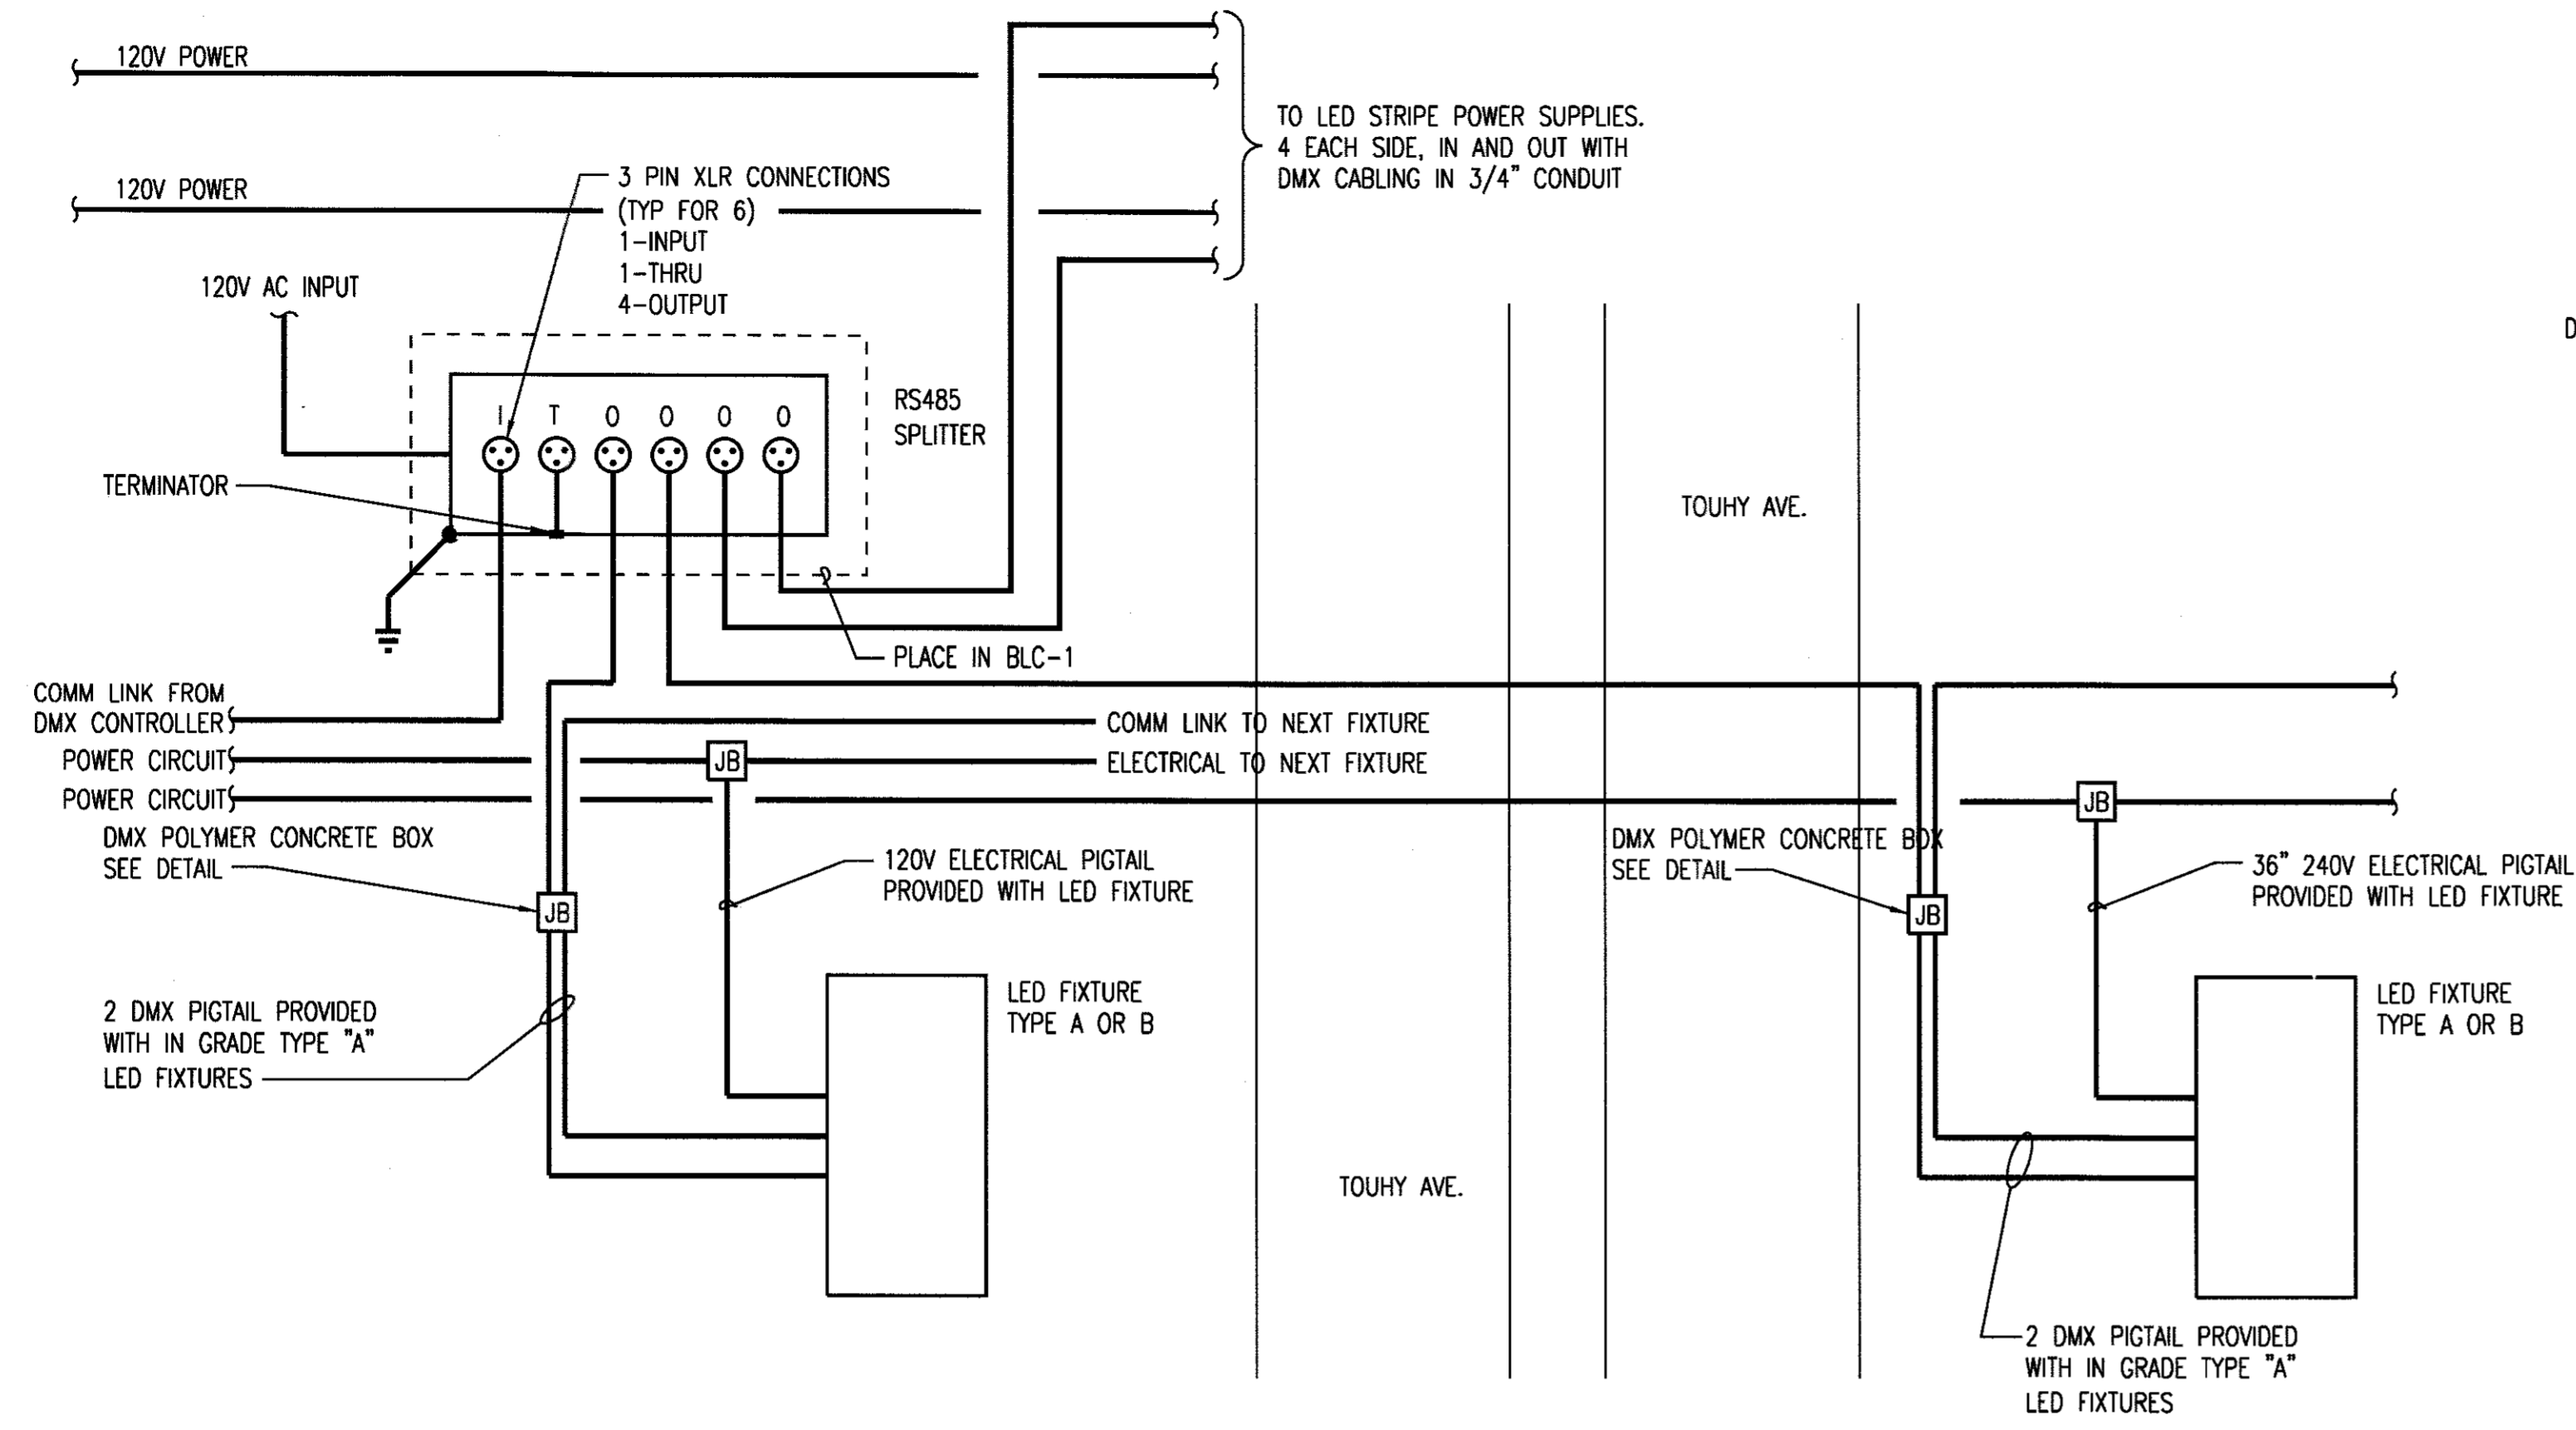 120V POWER
TO LED STRIPE POWER SUPPLIES.
4 EACH SIDE, IN AND OUT WITH
DMX CABLING IN 3/4" CONDUIT
120V POWER
3 PIN XLR CONNECTIONS
(TYP FOR 6)
1-INPUT
1-THRU
4-OUTPUT
120V AC INPUT
D
RS485
SPLITTER
I T O O O O
TERMINATOR
TOUHY AVE.
PLACE IN BLC-1
COMM LINK FROM
DMX CONTROLLER
COMM LINK TO NEXT FIXTURE
POWER CIRCUIT
JB
ELECTRICAL TO NEXT FIXTURE
POWER CIRCUIT
JB
DMX POLYMER CONCRETE BOX
SEE DETAIL
JB
120V ELECTRICAL PIGTAIL
PROVIDED WITH LED FIXTURE
DMX POLYMER CONCRETE BOX
SEE DETAIL
JB
36" 240V ELECTRICAL PIGTAIL
PROVIDED WITH LED FIXTURE
2 DMX PIGTAIL PROVIDED
WITH IN GRADE TYPE "A"
LED FIXTURES
LED FIXTURE
TYPE A OR B
LED FIXTURE
TYPE A OR B
TOUHY AVE.
2 DMX PIGTAIL PROVIDED
WITH IN GRADE TYPE "A"
LED FIXTURES